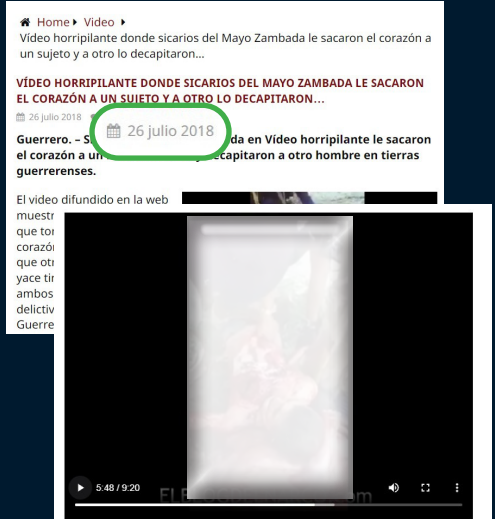 Home Video
Vídeo horripilante donde sicarios del Mayo Zambada le sacaron el corazón a
un sujeto y a otro lo decapitaron...
VÍDEO HORRIPILANTE DONDE SICARIOS DEL MAYO ZAMBADA LE SACARON
EL CORAZÓN A UN SUJETO Y A OTRO LO DECAPITARON...
26 julio 2018
26 julio 2018
Guerrero. – S da en Vídeo horripilante le sacaron
el corazón a un decapitaron a otro hombre en tierras
guerrerenses.
El video difundido en la web
muestr
que tor
corazór
que otr
yace tir
ambos
delictiv
Guerre
5:48 / 9:20